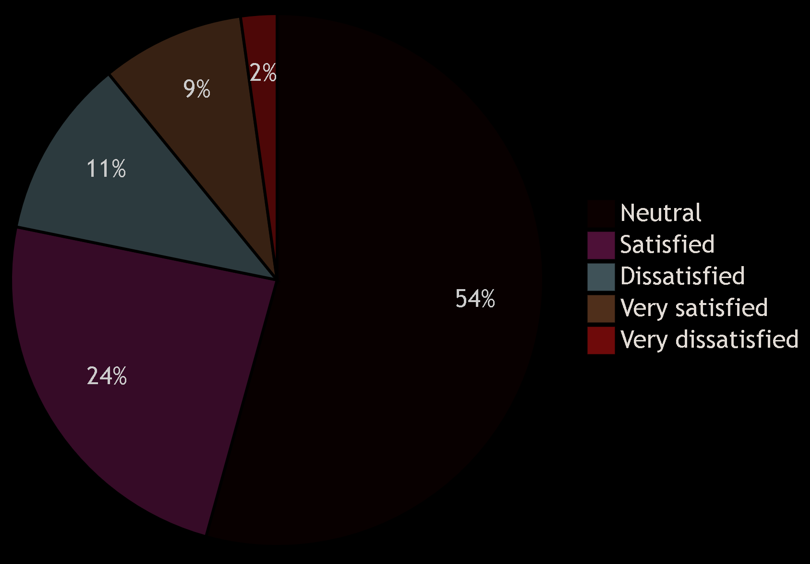 2%
9%
11%
54%
24%
Neutral
Satisfied
Dissatisfied
Very satisfied
Very dissatisfied